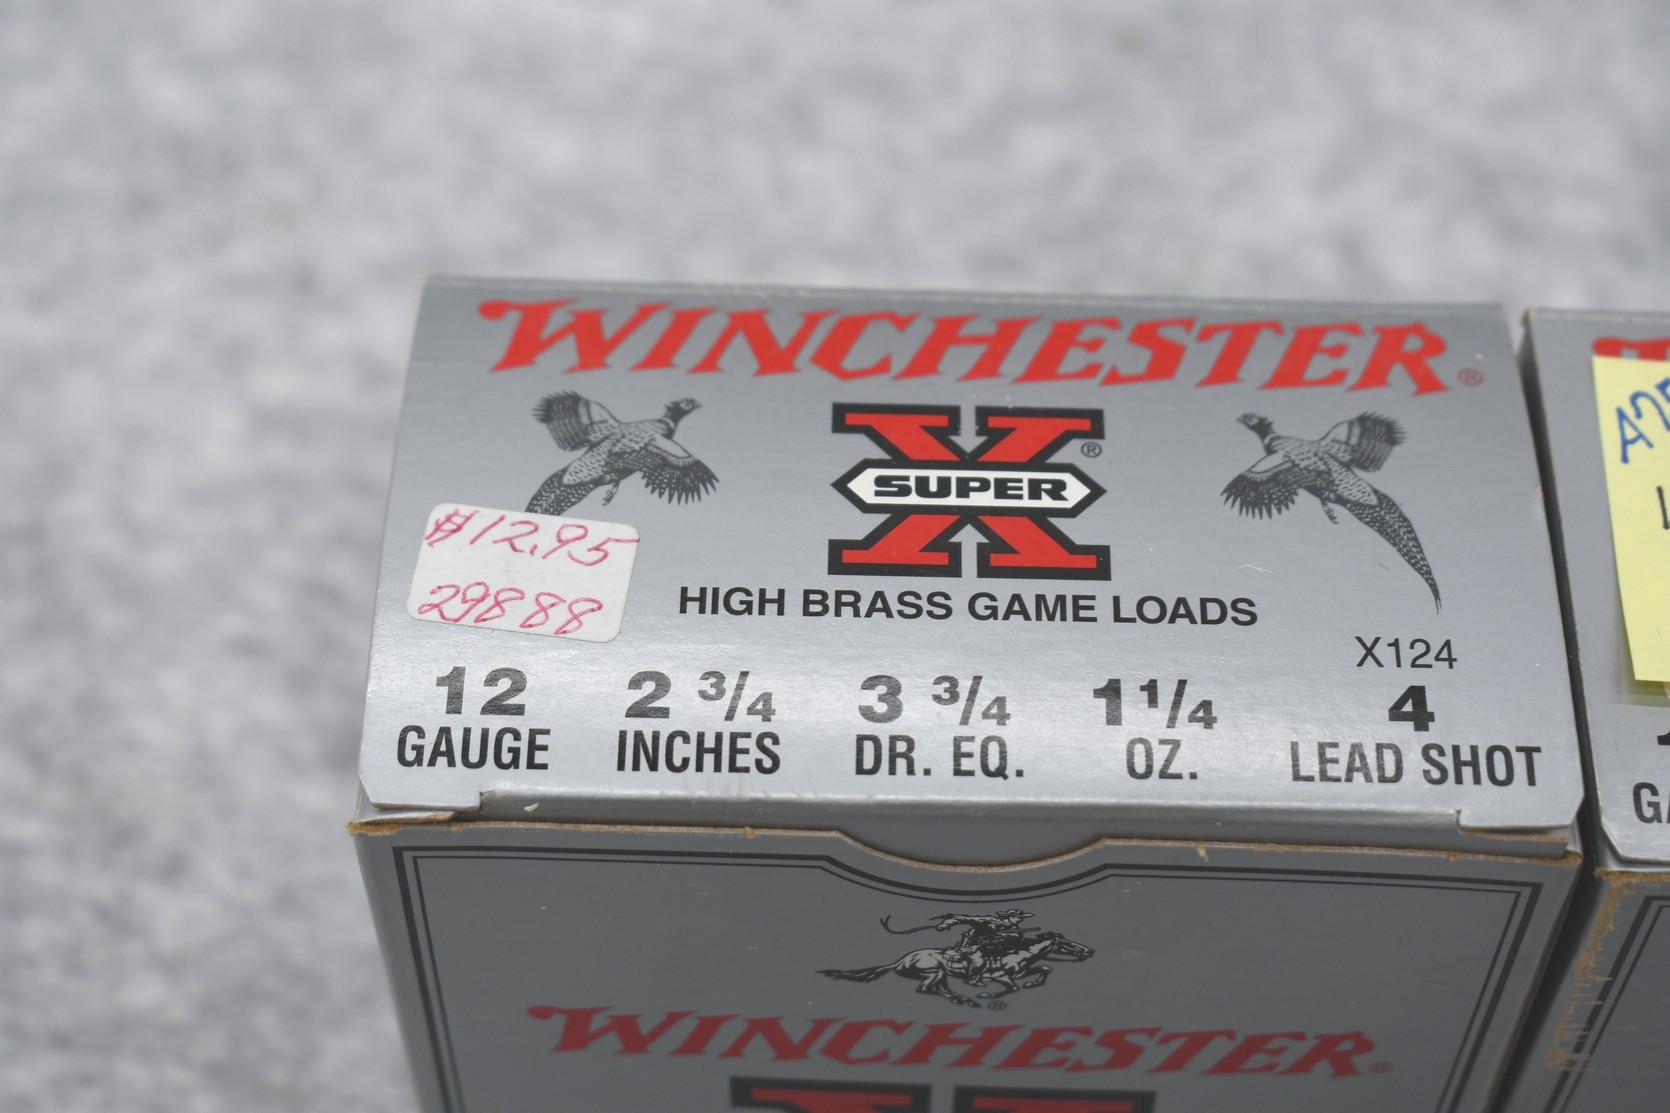 WINCHESTER®
X®
SUPER
$12.95
29888
HIGH BRASS GAME LOADS
X124
12 2 3/4 3 3/4 1 1/4 4
GAUGE INCHES DR. EQ. OZ. LEAD SHOT
®
WINCHESTER®